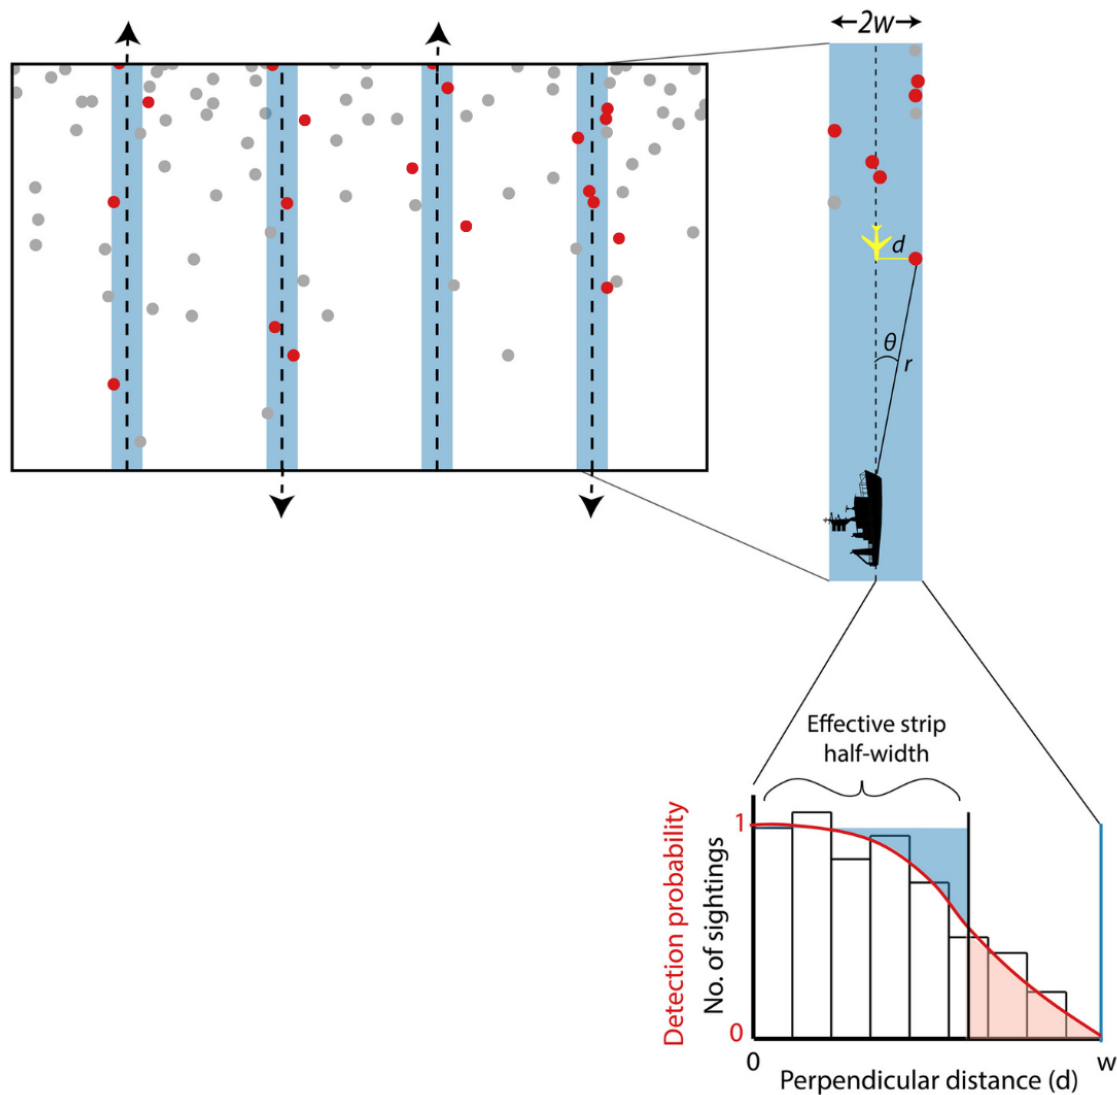 2w
d
θ
r
Effective strip
half-width
Detection probability
No. of sightings
1
0
0
w
Perpendicular distance (d)